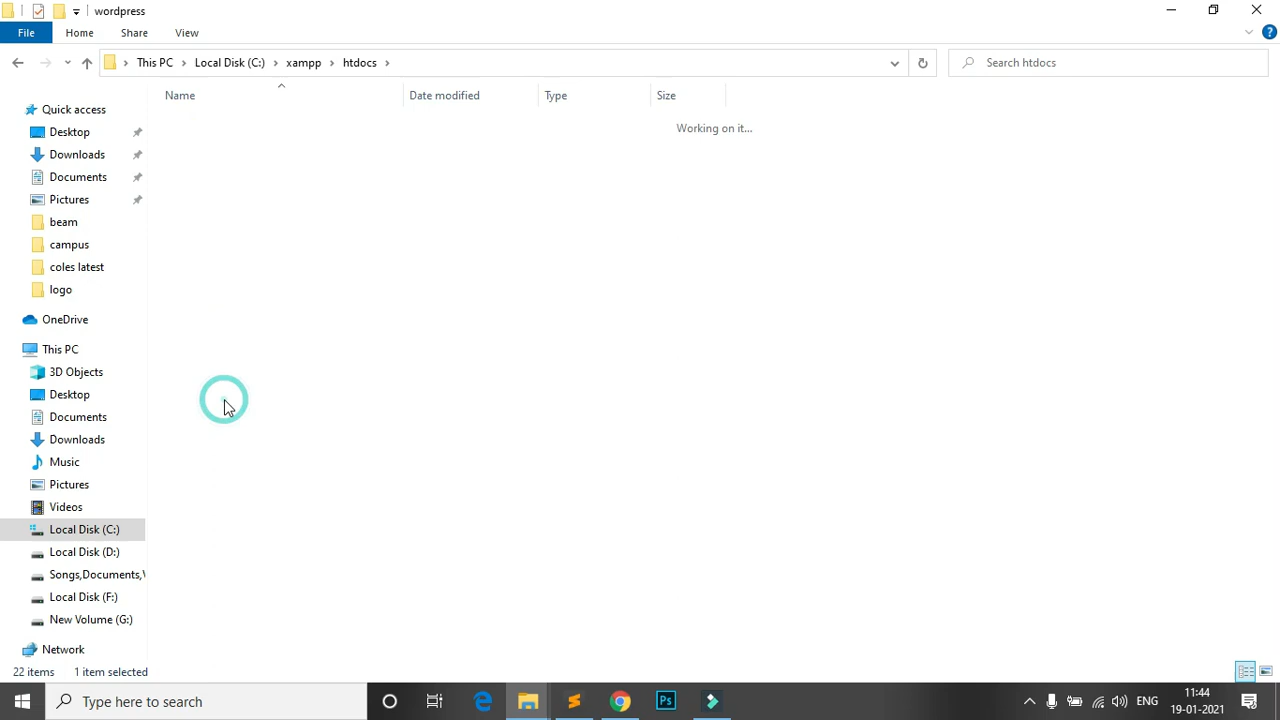 wordpress
File Home Share View
This PC Local Disk (C:) xampp htdocs
Search htdocs
Name Date modified Type Size
Working on it...
Quick access
Desktop
Downloads
Documents
Pictures
beam
campus
coles latest
logo
OneDrive
This PC
3D Objects
Desktop
Documents
Downloads
Music
Pictures
Videos
Local Disk (C:)
Local Disk (D:)
Songs,Documents,V
Local Disk (F:)
New Volume (G:)
Network
22 items 1 item selected
Type here to search
Ps
ENG
11:44
19-01-2021